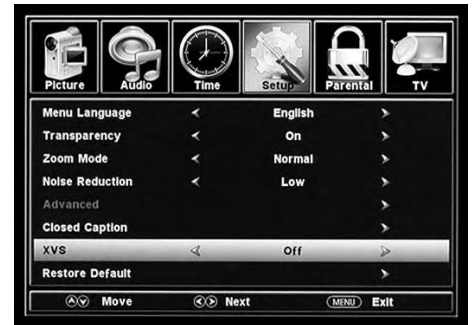 Picture Audio Time Setup Parental TV
Menu Language English
Transparency On
Zoom Mode Normal
Noise Reduction Low
Advanced
Closed Caption
XVS Off
Restore Default
Move Next MENU Exit